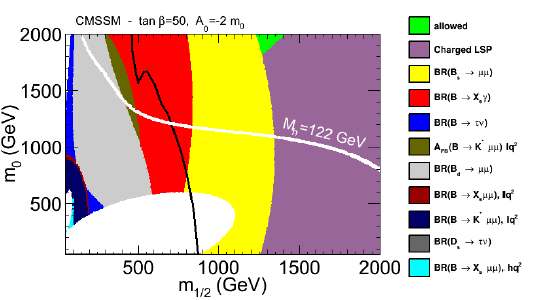 CMSSM - tan β=50, A₀=-2 m₀
m₀ (GeV)
2000
1500
1000
500
M_h=122 GeV
500
1000
1500
2000
m₁/₂ (GeV)
allowed
Charged LSP
BR(B_s → μμ)
BR(B → X_s γ)
BR(B → τν)
A_FB(B → K* μμ) lq²
BR(B_d → μμ)
BR(B → X_s μμ), lq²
BR(B → K* μμ), lq²
BR(D_s → τν)
BR(B → X_s μμ), hq²